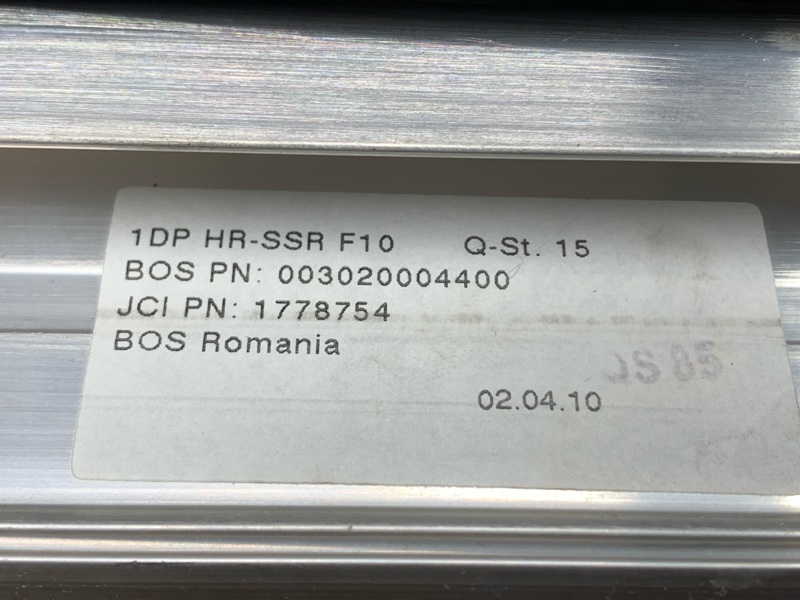 1DP HR-SSR F10 Q-St. 15
BOS PN: 003020004400
JCI PN: 1778754
BOS Romania
02.04.10